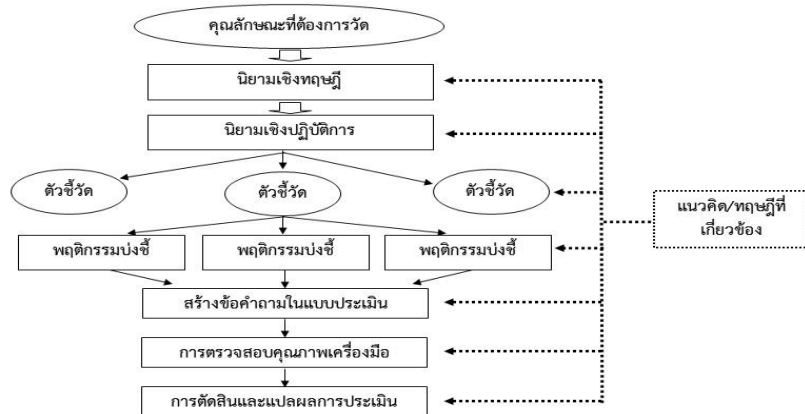 คุณลักษณะที่ต้องการวัด
นิยามเชิงทฤษฎี
นิยามเชิงปฏิบัติการ
ตัวชี้วัด
ตัวชี้วัด
ตัวชี้วัด
แนวคิด/ทฤษฎีที่
เกี่ยวข้อง
พฤติกรรมบ่งชี้
พฤติกรรมบ่งชี้
พฤติกรรมบ่งชี้
สร้างข้อคำถามในแบบประเมิน
การตรวจสอบคุณภาพเครื่องมือ
การตัดสินและแปลผลการประเมิน